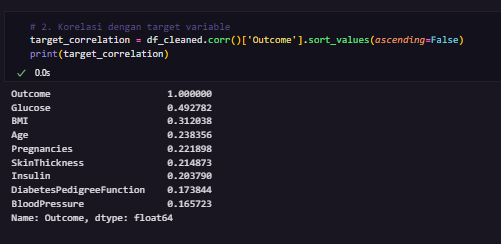 # 2. Korelasi dengan target variable
target_correlation = df_cleaned.corr()['Outcome'].sort_values(ascending=False)
print(target_correlation)
✓ 0.0s
Outcome 1.000000
Glucose 0.492782
BMI 0.312038
Age 0.238356
Pregnancies 0.221898
SkinThickness 0.214873
Insulin 0.203790
DiabetesPedigreeFunction 0.173844
BloodPressure 0.165723
Name: Outcome, dtype: float64